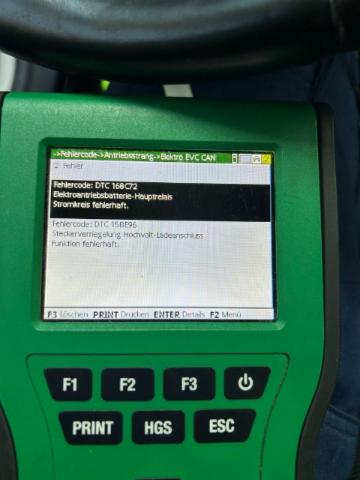 ->Fehlercode->Antriebsstrang->Elektro EVC CAN
2 Fehler
Fehlercode: DTC 168C72
Elektroantriebsbatterie-Hauptrelais
Stromkreis fehlerhaft.
Fehlercode: DTC 15BE96
Steckerverriegelung Hochvolt-Ladeanschluss
Funktion fehlerhaft.
F3 Löschen PRINT Drucken ENTER Details F2 Menü
F1 F2 F3
PRINT HGS ESC